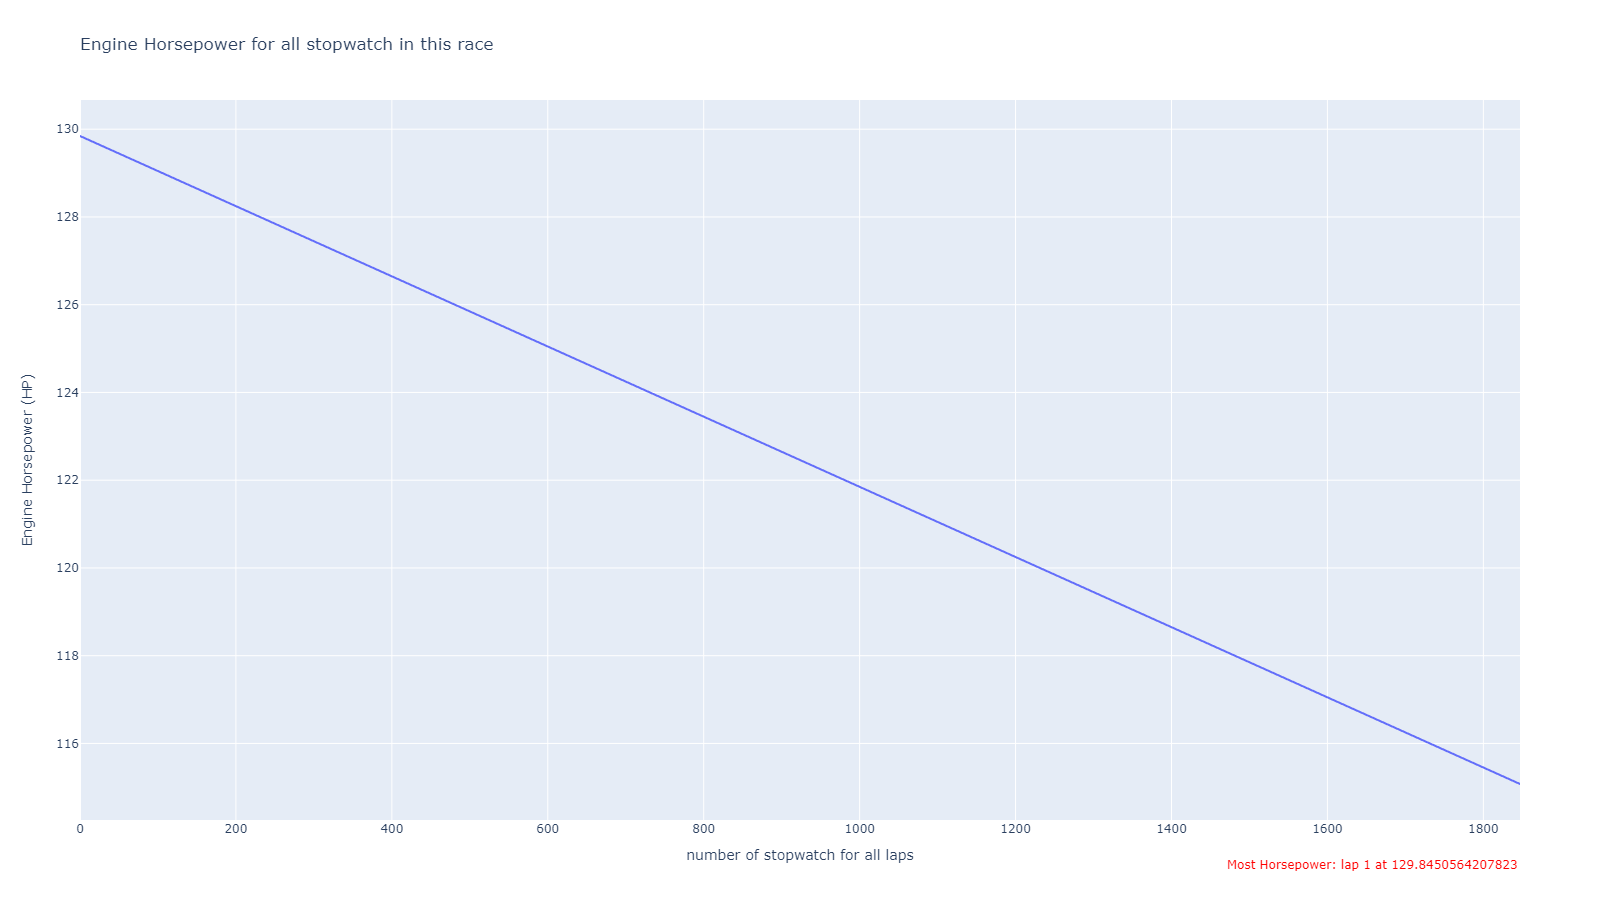 Engine Horsepower for all stopwatch in this race
130
128
126
124
122
120
118
116
Engine Horsepower (HP)
0 200 400 600 800 1000 1200 1400 1600 1800
number of stopwatch for all laps
Most Horsepower: lap 1 at 129.8450564207823